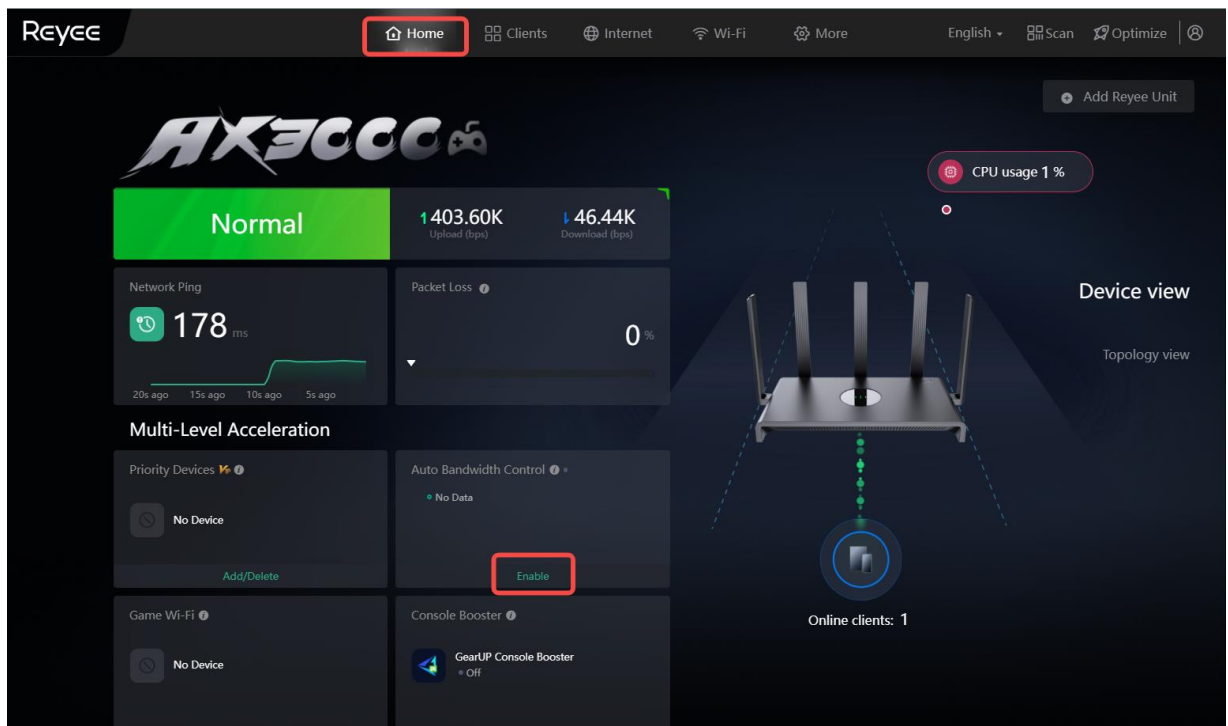 Reyee
Home
Clients
Internet
Wi-Fi
More
English
Scan
Optimize
Add Reyee Unit
AX3000
CPU usage 1 %
Normal
403.60K
Upload (bps)
46.44K
Download (bps)
Network Ping
178 ms
20s ago 15s ago 10s ago 5s ago
Packet Loss
0 %
Device view
Topology view
Multi-Level Acceleration
Priority Devices
No Device
Add/Delete
Auto Bandwidth Control
No Data
Enable
Game Wi-Fi
No Device
Console Booster
GearUP Console Booster
Off
Online clients: 1